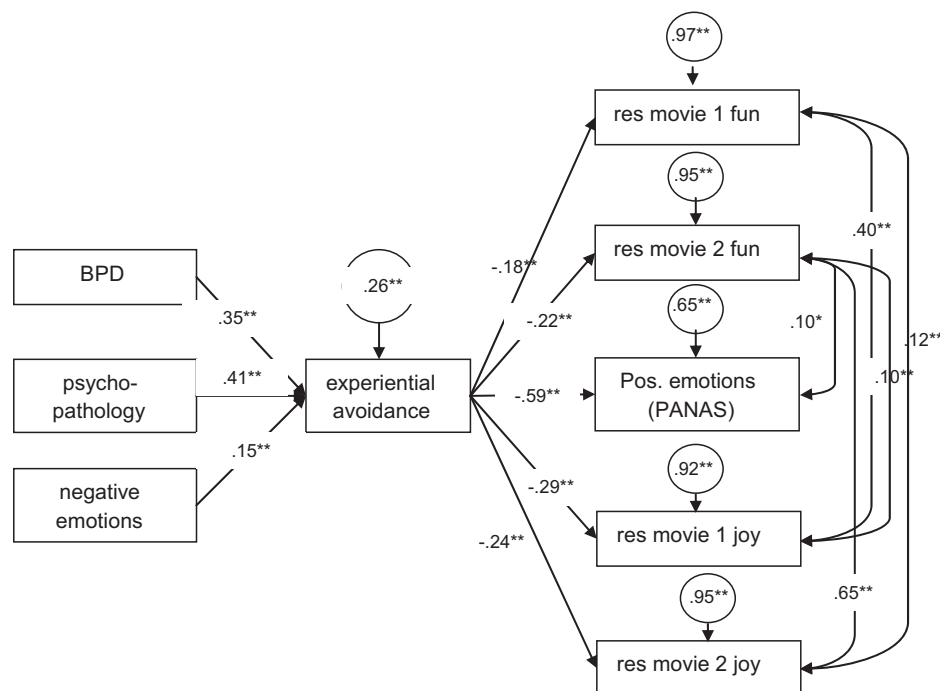 .97**
res movie 1 fun
.95**
res movie 2 fun
.40**
BPD
.26**
-.18**
.35**
-.22**
.65**
.10*
.12**
psycho-
pathology
.41**
experiential
avoidance
-.59**
Pos. emotions
(PANAS)
.10**
.15**
negative
emotions
-.29**
.92**
-.24**
res movie 1 joy
.65**
.95**
res movie 2 joy